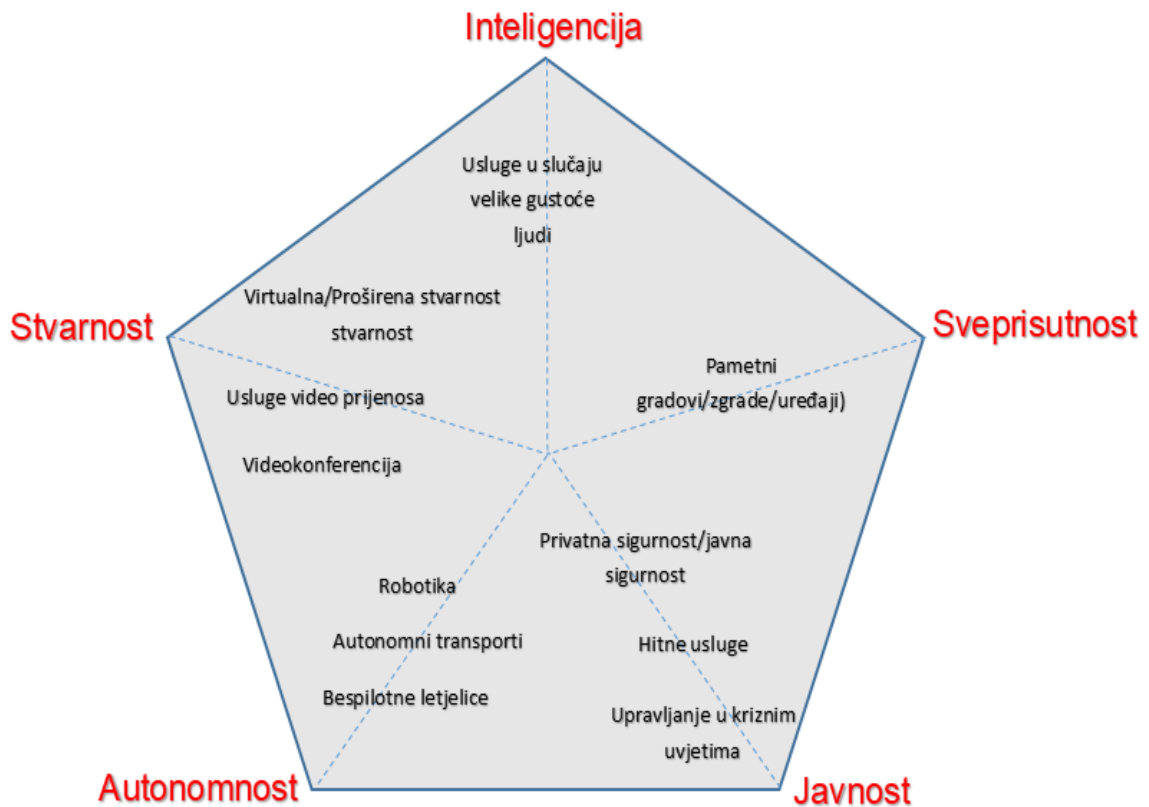 Inteligencija
Usluge u slučaju
velike gustoće
ljudi
Virtualna/Proširena stvarnost
stvarnost
Stvarnost
Sveprisutnost
Pametni
gradovi/zgrade/uređaji)
Usluge video prijenosa
Videokonferencija
Privatna sigurnost/javna
sigurnost
Robotika
Autonomni transporti
Hitne usluge
Bespilotne letjelice
Upravljanje u kriznim
uvjetima
Autonomnost
Javnost